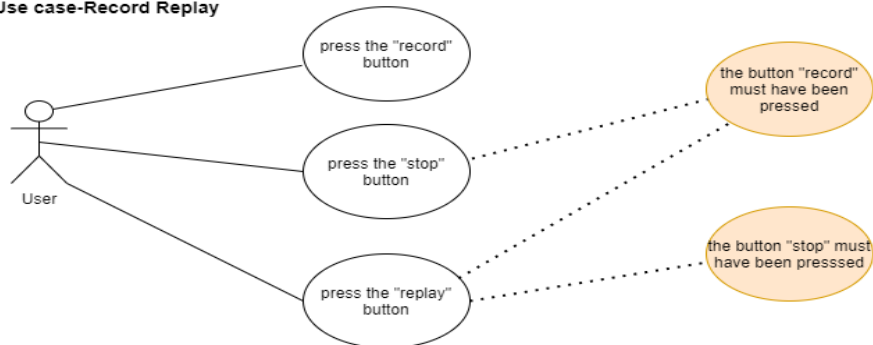 Use case-Record Replay
press the "record"
button
the button "record"
must have been
pressed
press the "stop"
button
User
the button "stop" must
have been presssed
press the "replay"
button